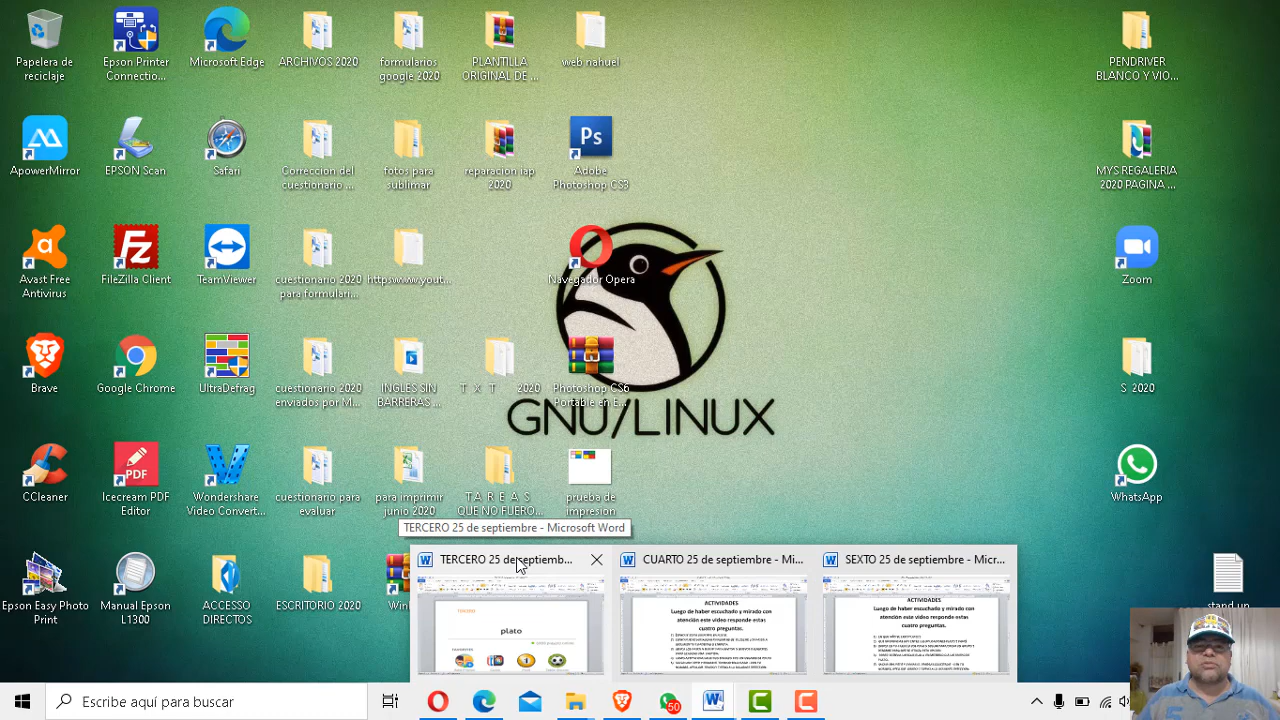 Papelera de
reciclaje
Epson Printer
Connectio...
Microsoft Edge
ARCHIVOS 2020
formularios
google 2020
PLANTILLA
ORIGINAL DE ...
web nahuel
PENDRIVER
BLANCO Y VIO...
ApowerMirror
EPSON Scan
Safari
Correccion del
cuestionario ...
fotos para
sublimar
reparacion iap
2020
Ps
Adobe
Photoshop CS3
MYS REGALERIA
2020 PAGINA ...
Avast Free
Antivirus
FileZilla Client
TeamViewer
cuestionario 2020
para formulari...
httpswww.yout...
Navegador Opera
Zoom
Brave
Google Chrome
UltraDefrag
cuestionario 2020
enviados por M...
INGLES SIN
BARRERAS ...
T X T 2020
Photoshop CS6
Portable en E...
S 2020
GNU/LINUX
CCleaner
PDF
Icecream PDF
Editor
Wondershare
Video Convert...
cuestionario para
evaluar
para imprimir
junio 2020
T A R E A S
QUE NO FUERO...
prueba de
impresion
WhatsApp
TERCERO 25 de septiembre - Microsoft Word
Epson Easy Photo
Print
Manual Epson
L1300
ACCESO
DIRECTO
ESCRITORIO 2020
stand up
TERCERO 25 de septiemb...
CUARTO 25 de septiembre - Mi...
SEXTO 25 de septiembre - Micr...
TERCERO
plato
ACTIVIDADES
Luego de haber escuchado y mirado con
atención este video responde estas
cuatro preguntas.
ACTIVIDADES
Luego de haber escuchado y mirado con
atención este video responde estas
cuatro preguntas.
Escribe aquí para buscar
50